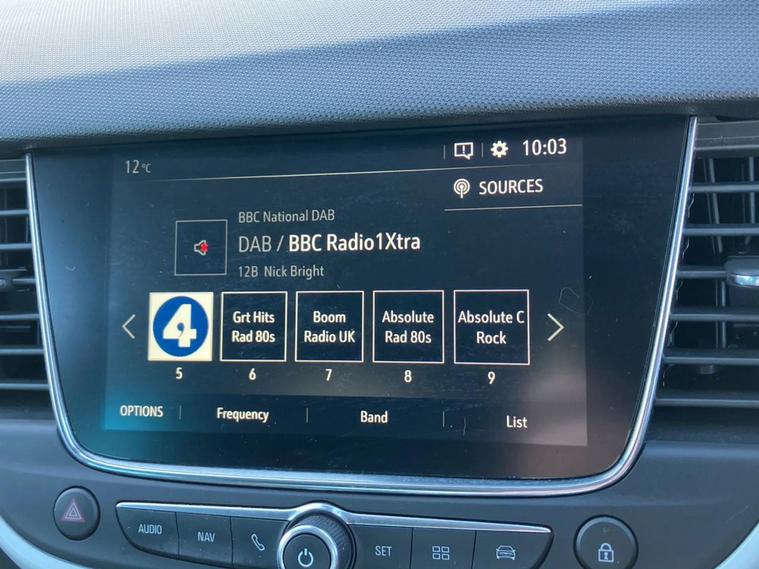 12°C
10:03
SOURCES
BBC National DAB
DAB / BBC Radio1Xtra
12B Nick Bright
4
Grt Hits
Rad 80s
Boom
Radio UK
Absolute
Rad 80s
Absolute C
Rock
5 6 7 8 9
OPTIONS Frequency Band List
AUDIO NAV SET